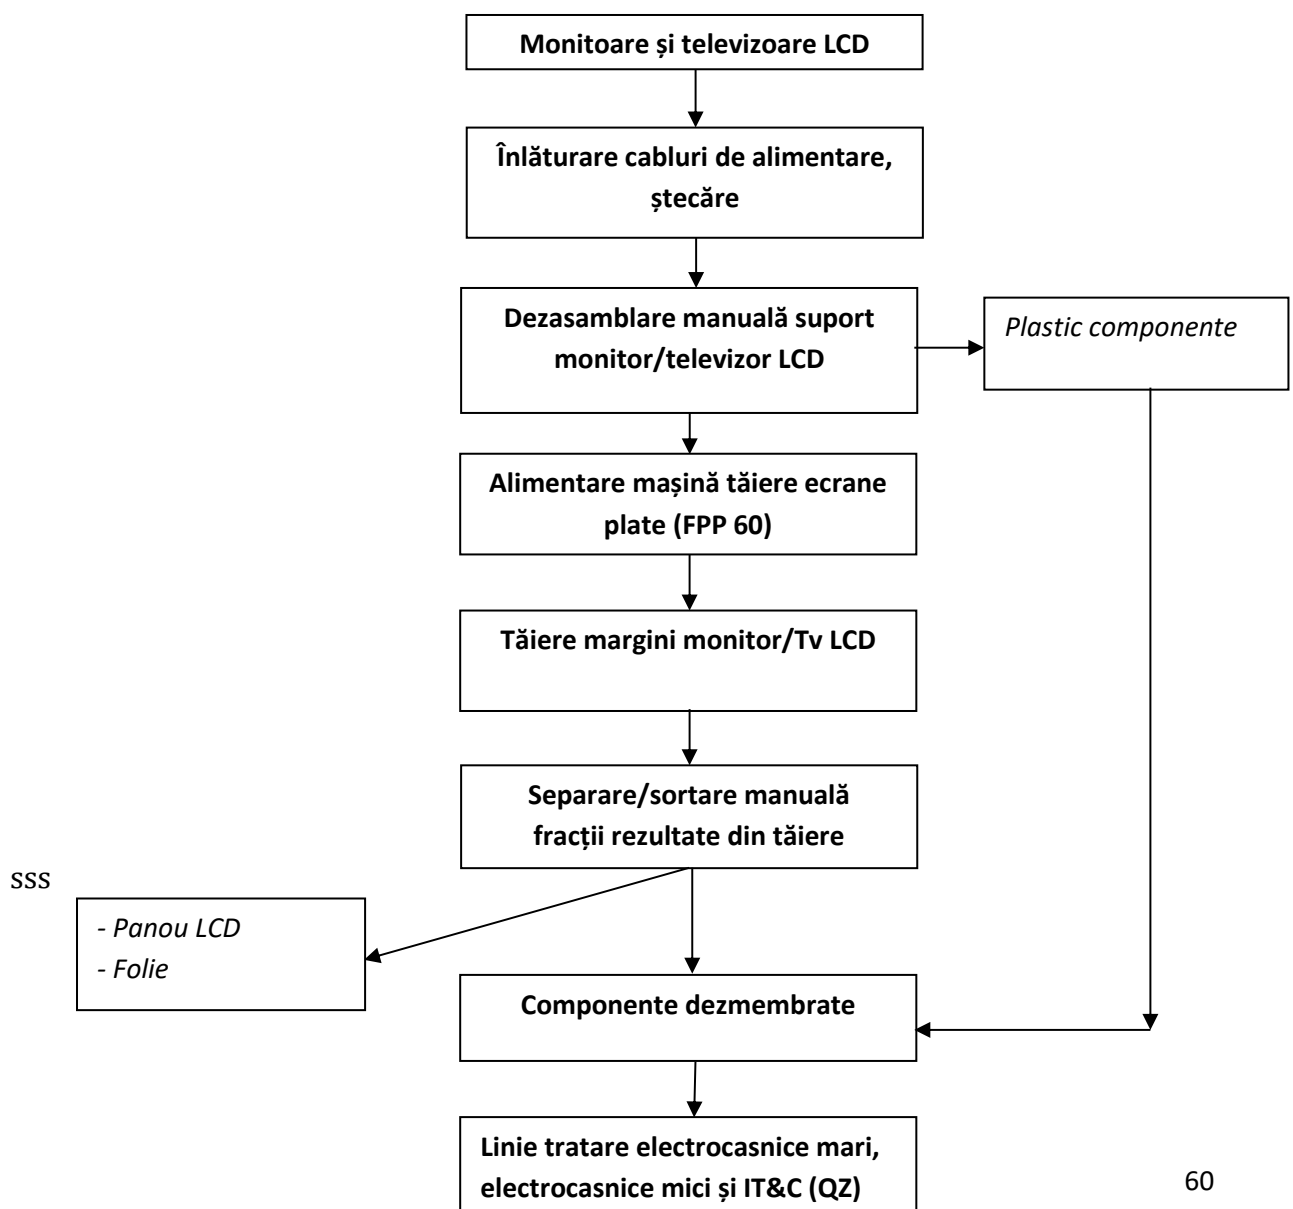 Monitoare și televizoare LCD
Înlăturare cabluri de alimentare,
ștecăre
Dezasamblare manuală suport
monitor/televizor LCD
Plastic componente
Alimentare mașină tăiere ecrane
plate (FPP 60)
Tăiere margini monitor/Tv LCD
Separare/sortare manuală
fracții rezultate din tăiere
sss
- Panou LCD
- Folie
Componente dezmembrate
Linie tratare electrocasnice mari,
electrocasnice mici și IT&C (QZ)
60